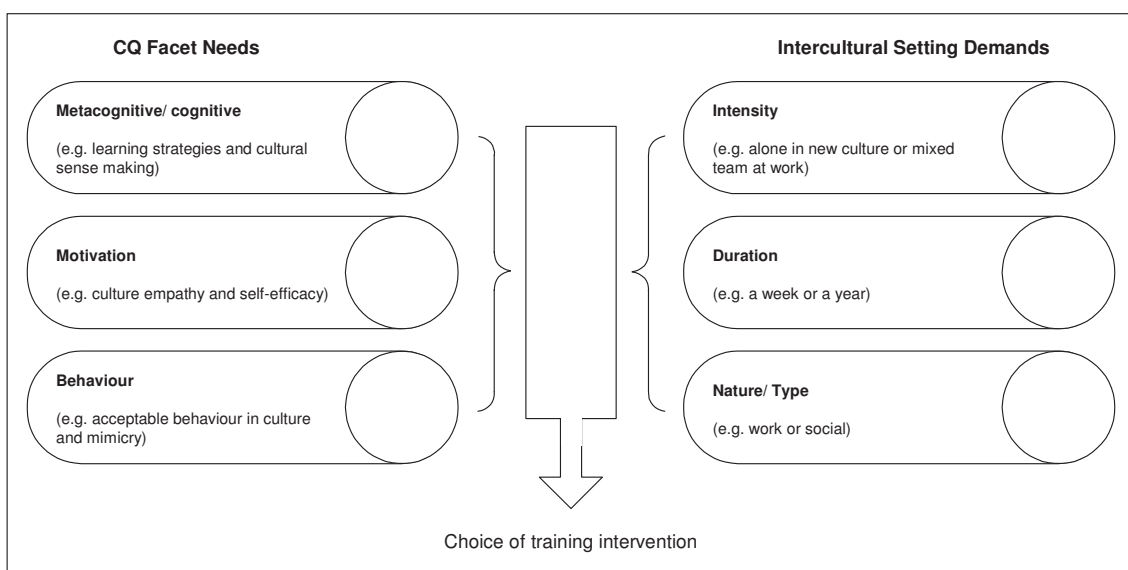 CQ Facet Needs
Metacognitive/ cognitive
(e.g. learning strategies and cultural
sense making)
Motivation
(e.g. culture empathy and self-efficacy)
Behaviour
(e.g. acceptable behaviour in culture
and mimicry)
Intercultural Setting Demands
Intensity
(e.g. alone in new culture or mixed
team at work)
Duration
(e.g. a week or a year)
Nature/ Type
(e.g. work or social)
Choice of training intervention